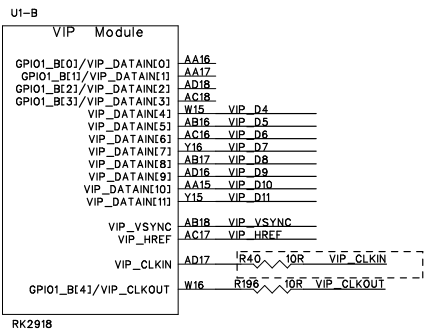 U1-B
VIP Module
GPIO1_B[0]/VIP_DATAIN[0] AA16
GPIO1_B[1]/VIP_DATAIN[1] AA17
GPIO1_B[2]/VIP_DATAIN[2] AD18
GPIO1_B[3]/VIP_DATAIN[3] AC18
VIP_DATAIN[4] W15 VIP_D4
VIP_DATAIN[5] AB16 VIP_D5
VIP_DATAIN[6] AC16 VIP_D6
VIP_DATAIN[7] Y16 VIP_D7
VIP_DATAIN[8] AB17 VIP_D8
VIP_DATAIN[9] AD16 VIP_D9
VIP_DATAIN[10] AA15 VIP_D10
VIP_DATAIN[11] Y15 VIP_D11
VIP_VSYNC AB18 VIP_VSYNC
VIP_HREF AC17 VIP_HREF
VIP_CLKIN AD17 R40 10R VIP_CLKIN
GPIO1_B[4]/VIP_CLKOUT W16 R196 10R VIP_CLKOUT
RK2918